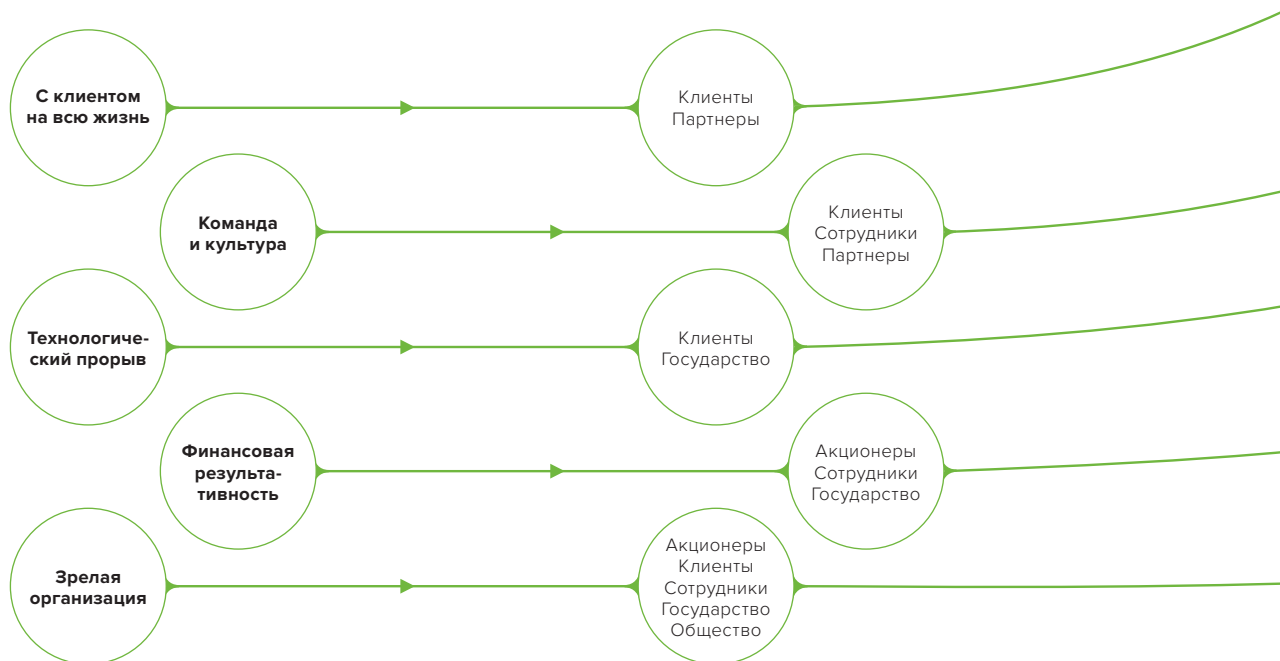 С клиентом
на всю жизнь
Клиенты
Партнеры
Команда
и культура
Клиенты
Сотрудники
Партнеры
Технологиче-
ский прорыв
Клиенты
Государство
Финансовая
результа-
тивность
Акционеры
Сотрудники
Государство
Зрелая
организация
Акционеры
Клиенты
Сотрудники
Государство
Общество